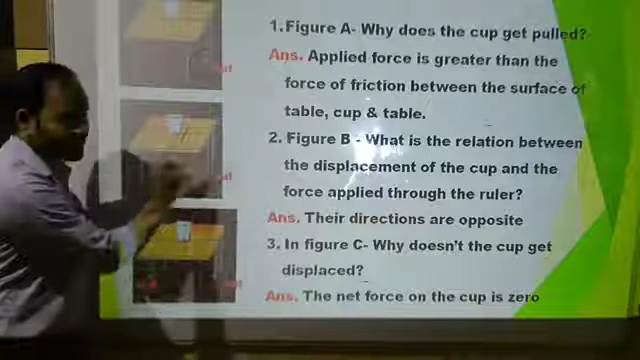 1. Figure A- Why does the cup get pulled?
Ans. Applied force is greater than the
force of friction between the surface of
table, cup & table.
2. Figure B - What is the relation between
the displacement of the cup and the
force applied through the ruler?
Ans. Their directions are opposite
3. In figure C- Why doesn't the cup get
displaced?
Ans. The net force on the cup is zero